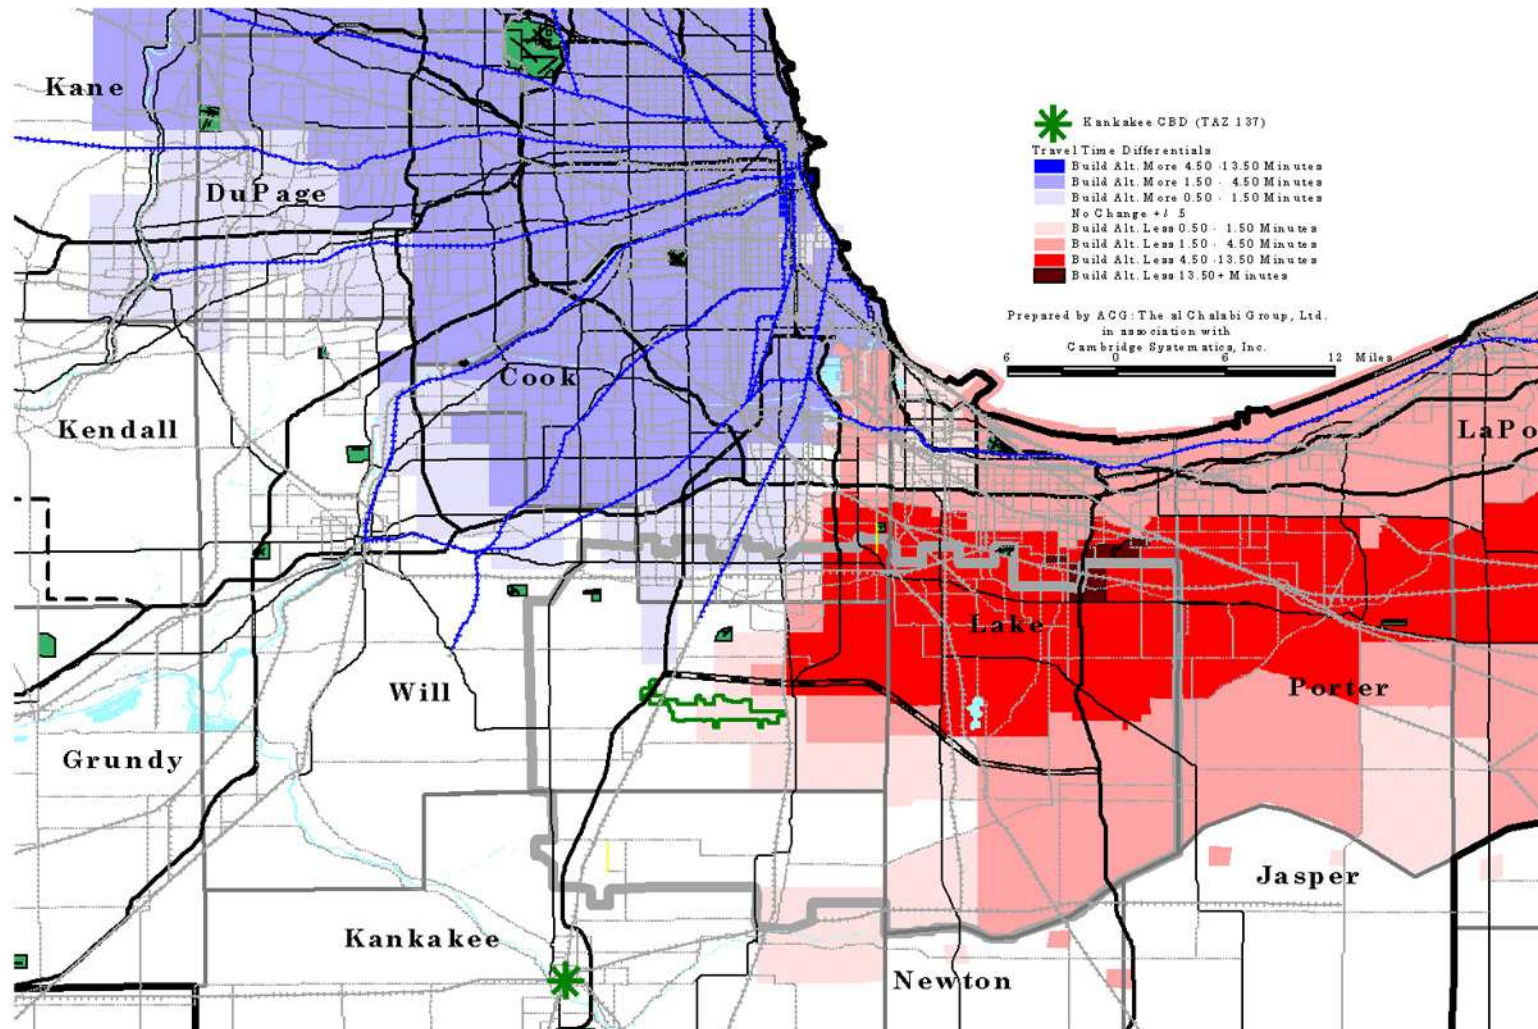 Kane
DuPage
Cook
Kendall
Will
Grundy
Kankakee
Lake
Porter
LaPo
Jasper
Newton
Kankakee CBD (TAZ 137)
Travel Time Differentials
Build Alt. More 4.50 - 13.50 Minutes
Build Alt. More 1.50 - 4.50 Minutes
Build Alt. More 0.50 - 1.50 Minutes
No Change +/- .5
Build Alt. Less 0.50 - 1.50 Minutes
Build Alt. Less 1.50 - 4.50 Minutes
Build Alt. Less 4.50 - 13.50 Minutes
Build Alt. Less 13.50+ Minutes
Prepared by ACG: The al Chalabi Group, Ltd.
in association with
Cambridge Systematics, Inc.
6 0 6 12 Miles